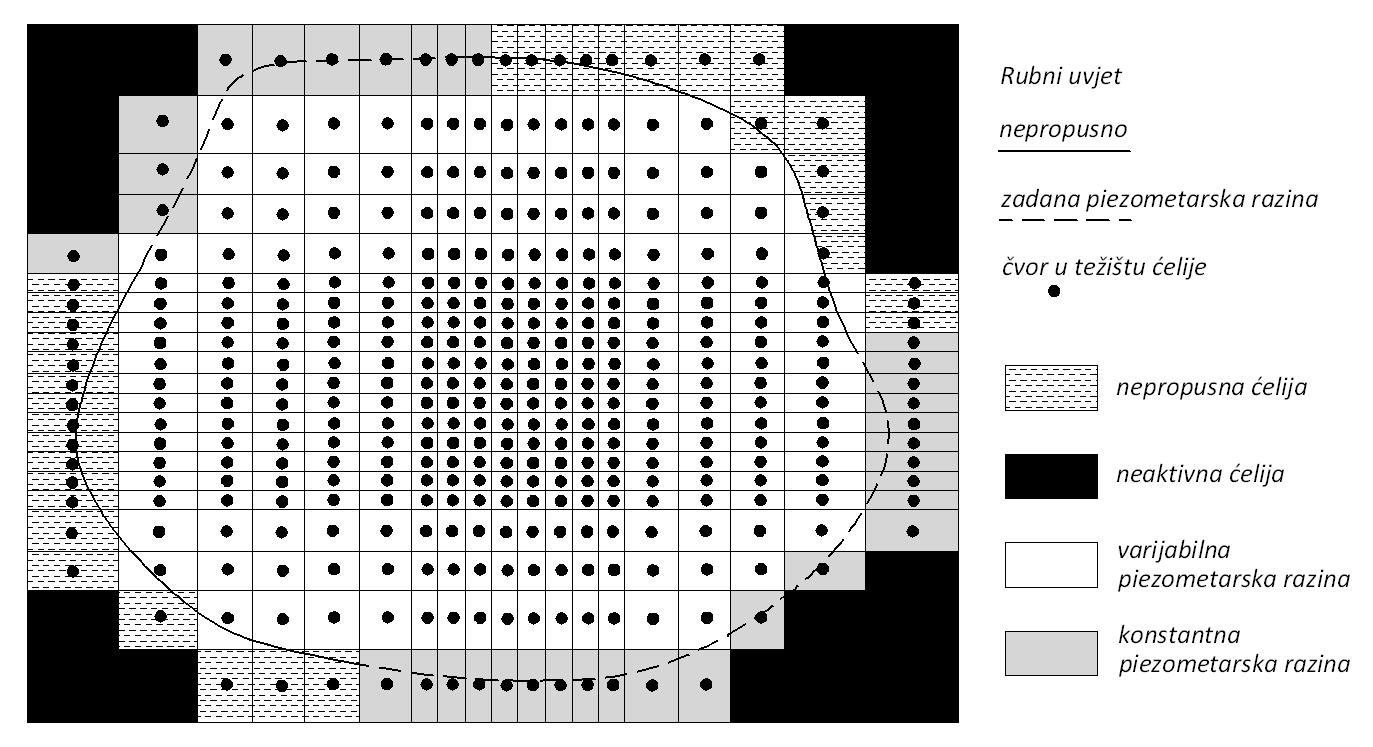 Rubni uvjet
nepropusno
zadana piezometarska razina
čvor u težištu ćelije
nepropusna ćelija
neaktivna ćelija
varijabilna
piezometarska razina
konstantna
piezometarska razina